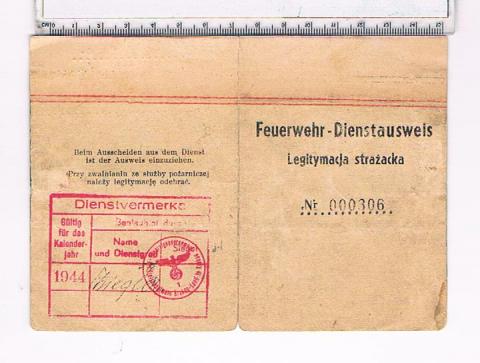 Beim Ausscheiden aus dem Dienst
ist der Ausweis einzuziehen.
Przy zwalnianiu ze służby pożarniczej
należy legitymację odebrać.
Dienstvermerke
Gültig
für das
Kalender-
jahr
Name
und Dienstgrad
1944
Feuerwehr-Dienstausweis
Legitymacja strażacka
Nr 000306